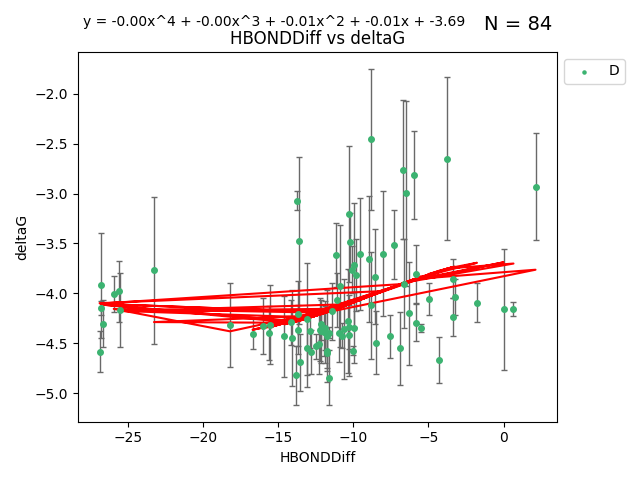 y = -0.00x^4 + -0.00x^3 + -0.01x^2 + -0.01x + -3.69
N = 84
HBONDDiff vs deltaG
D
−2.0
−2.5
−3.0
−3.5
−4.0
−4.5
−5.0
deltaG
−25
−20
−15
−10
−5
0
HBONDDiff